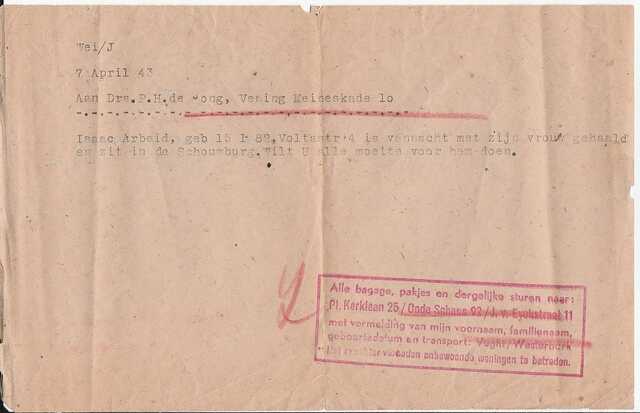 Wei/J
7 April 43
Aan Drs.P.H.de Jong, Vening Meineskade 1o
Isaac Arbeid, geb 15 1 88, Voltastr 4 is vannacht met zijn vrouw gehaald
en zit in de Schouwburg. Wilt U alle moeite voor hem doen.
Alle bagage, pakjes en dergelijke sturen naar:
Pl. Kerklaan 25 / Oude Schans 92 / J. v. Eyckstraat 11
met vermelding van mijn voornaam, familienaam,
geboortedatum en transport: Vught/Westerbork
Het is verboden onbewoonde woningen te betreden.